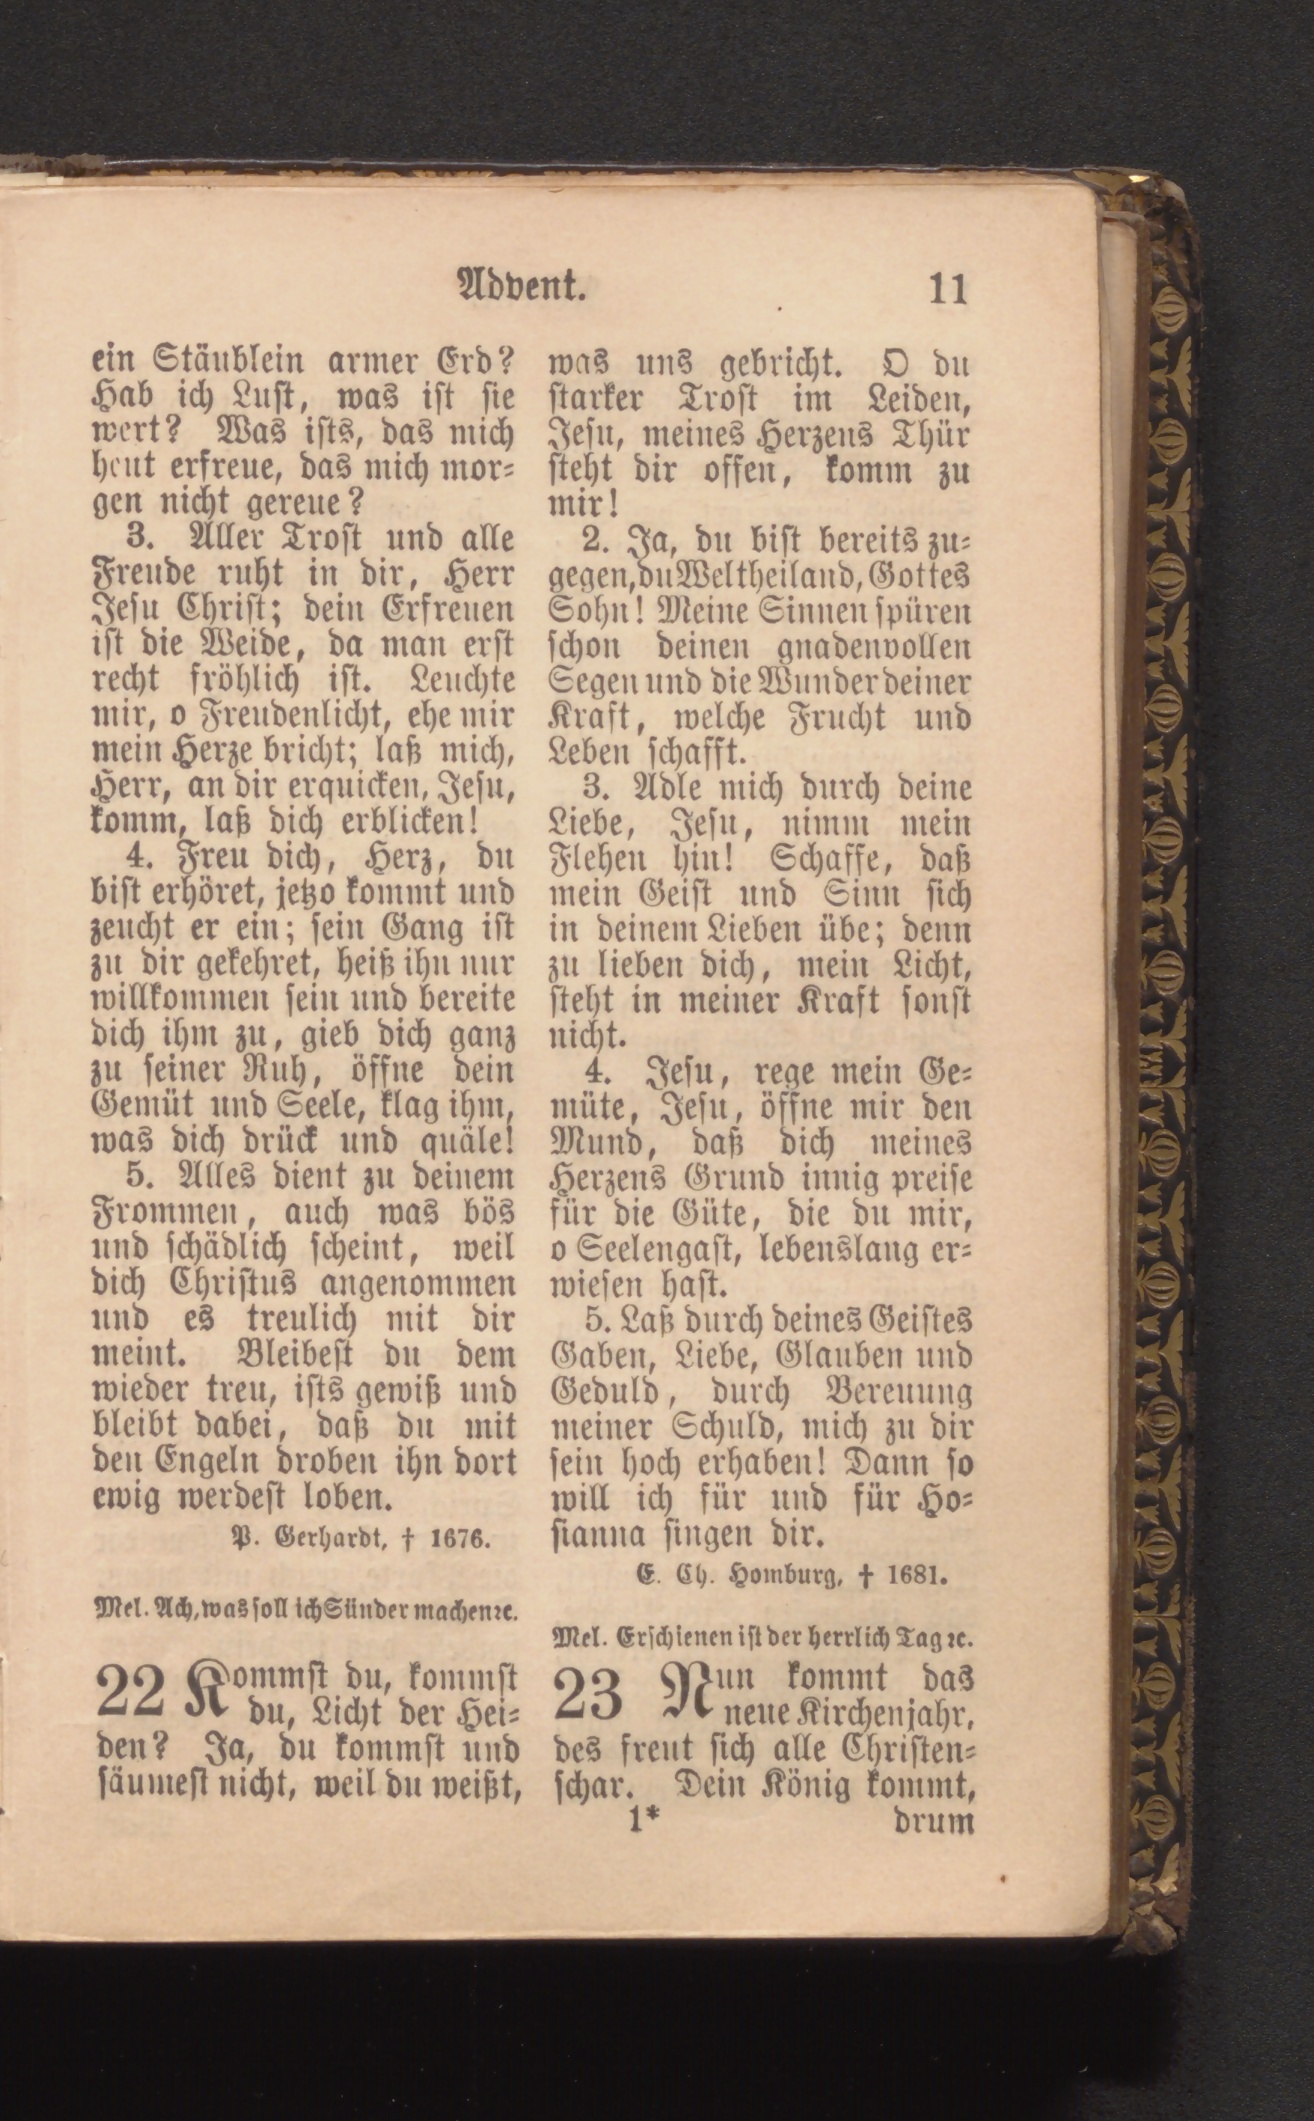 Advent. 11
ein Stäublein armer Erd?
Hab ich Lust, was ist sie
wert? Was ists, das mich
heut erfreue, das mich mor-
gen nicht gereue?
3. Aller Trost und alle
Freude ruht in dir, Herr
Jesu Christ; dein Erfreuen
ist die Weide, da man erst
recht fröhlich ist. Leuchte
mir, o Freudenlicht, ehe mir
mein Herze bricht; laß mich,
Herr, an dir erquicken, Jesu,
komm, laß dich erblicken!
4. Freu dich, Herz, du
bist erhöret, jetzo kommt und
zeucht er ein; sein Gang ist
zu dir gekehret, heiß ihn nur
willkommen sein und bereite
dich ihm zu, gieb dich ganz
zu seiner Ruh, öffne dein
Gemüt und Seele, klag ihm,
was dich drück und quäle!
5. Alles dient zu deinem
Frommen, auch was bös
und schädlich scheint, weil
dich Christus angenommen
und es treulich mit dir
meint. Bleibest du dem
wieder treu, ists gewiß und
bleibt dabei, daß du mit
den Engeln droben ihn dort
ewig werdest loben.
P. Gerhardt, † 1676.
Mel. Ach, was soll ich Sünder machen ꝛc.
22 Kommst du, kommst
du, Licht der Hei-
den? Ja, du kommst und
säumest nicht, weil du weißt,
was uns gebricht. O du
starker Trost im Leiden,
Jesu, meines Herzens Thür
steht dir offen, komm zu
mir!
2. Ja, du bist bereits zu-
gegen, du Weltheiland, Gottes
Sohn! Meine Sinnen spüren
schon deinen gnadenvollen
Segen und die Wunder deiner
Kraft, welche Frucht und
Leben schafft.
3. Adle mich durch deine
Liebe, Jesu, nimm mein
Flehen hin! Schaffe, daß
mein Geist und Sinn sich
in deinem Lieben übe; denn
zu lieben dich, mein Licht,
steht in meiner Kraft sonst
nicht.
4. Jesu, rege mein Ge-
müte, Jesu, öffne mir den
Mund, daß dich meines
Herzens Grund innig preise
für die Güte, die du mir,
o Seelengast, lebenslang er-
wiesen hast.
5. Laß durch deines Geistes
Gaben, Liebe, Glauben und
Geduld, durch Bereuung
meiner Schuld, mich zu dir
sein hoch erhaben! Dann so
will ich für und für Ho-
sianna singen dir.
E. Ch. Homburg, † 1681.
Mel. Erschienen ist der herrlich Tag ꝛc.
23 Nun kommt das
neue Kirchenjahr,
des freut sich alle Christen-
schar. Dein König kommt,
1* drum